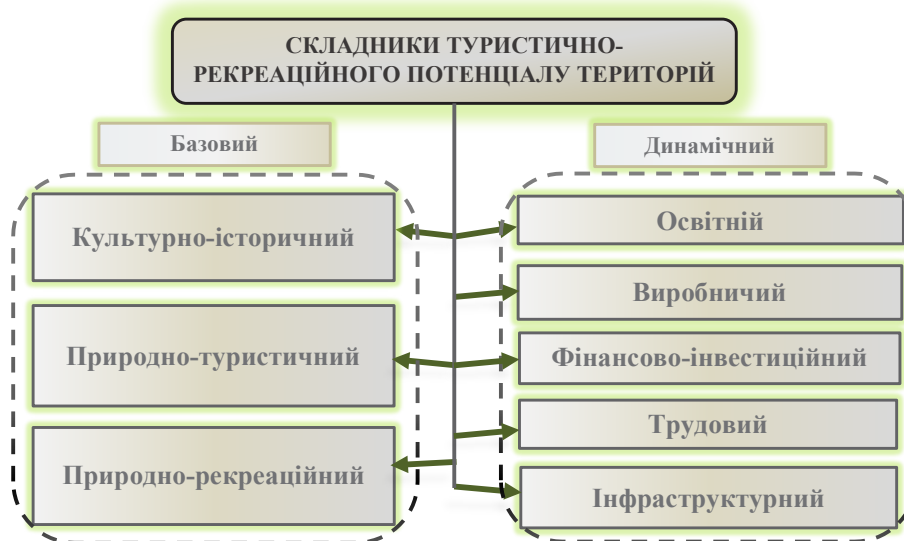 СКЛАДНИКИ ТУРИСТИЧНО-
РЕКРЕАЦІЙНОГО ПОТЕНЦІАЛУ ТЕРИТОРІЙ
Базовий
Культурно-історичний
Природно-туристичний
Природно-рекреаційний
Динамічний
Освітній
Виробничий
Фінансово-інвестиційний
Трудовий
Інфраструктурний